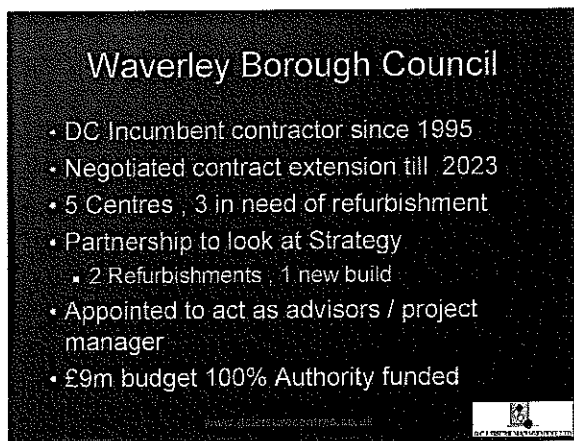 Waverley Borough Council
• DC Incumbent contractor since 1995
• Negotiated contract extension till 2023
• 5 Centres , 3 in need of refurbishment
• Partnership to look at Strategy
▪ 2 Refurbishments , 1 new build
• Appointed to act as advisors / project
manager
• £9m budget 100% Authority funded